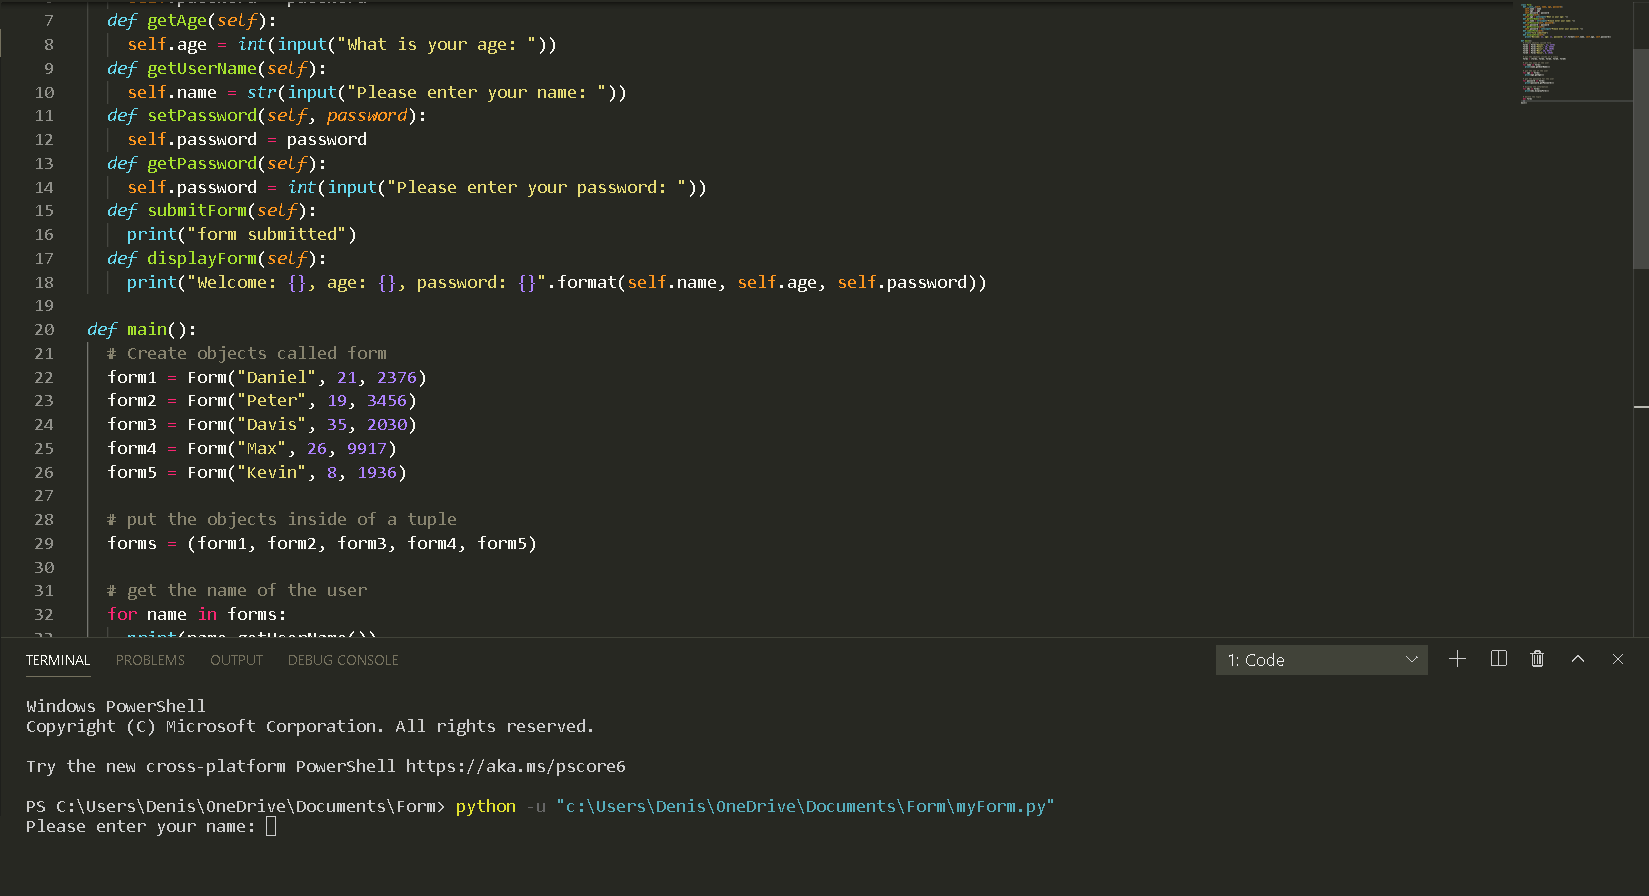 7 def getAge(self):
8 self.age = int(input("What is your age: "))
9 def getUserName(self):
10 self.name = str(input("Please enter your name: "))
11 def setPassword(self, password):
12 self.password = password
13 def getPassword(self):
14 self.password = int(input("Please enter your password: "))
15 def submitForm(self):
16 print("form submitted")
17 def displayForm(self):
18 print("Welcome: {}, age: {}, password: {}".format(self.name, self.age, self.password))
19
20 def main():
21 # Create objects called form
22 form1 = Form("Daniel", 21, 2376)
23 form2 = Form("Peter", 19, 3456)
24 form3 = Form("Davis", 35, 2030)
25 form4 = Form("Max", 26, 9917)
26 form5 = Form("Kevin", 8, 1936)
27
28 # put the objects inside of a tuple
29 forms = (form1, form2, form3, form4, form5)
30
31 # get the name of the user
32 for name in forms:
33 print(name.getUserName())
TERMINAL PROBLEMS OUTPUT DEBUG CONSOLE 1: Code
Windows PowerShell
Copyright (C) Microsoft Corporation. All rights reserved.
Try the new cross-platform PowerShell https://aka.ms/pscore6
PS C:\Users\Denis\OneDrive\Documents\Form> python -u "c:\Users\Denis\OneDrive\Documents\Form\myForm.py"
Please enter your name: